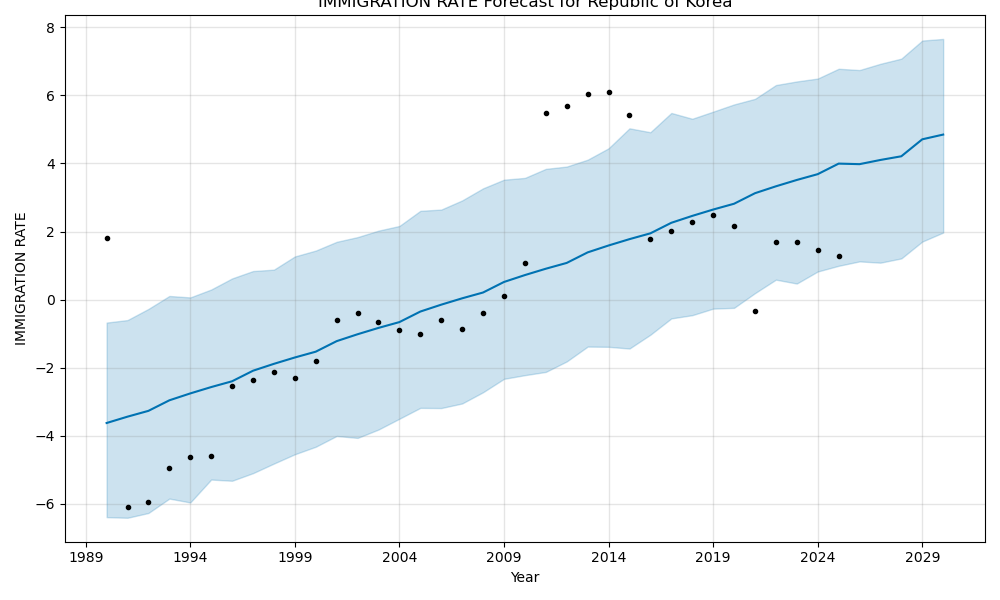 IMMIGRATION RATE Forecast for Republic of Korea
8
6
4
2
0
−2
−4
−6
IMMIGRATION RATE
1989 1994 1999 2004 2009 2014 2019 2024 2029
Year